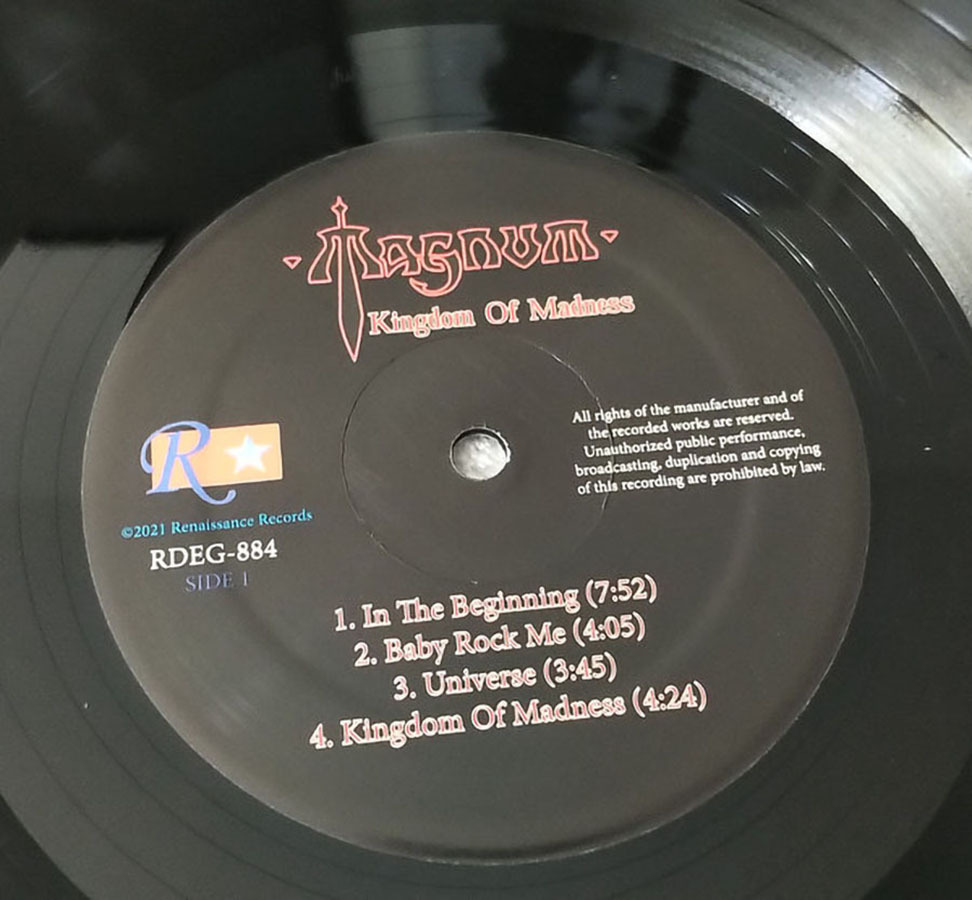 Magnum
Kingdom Of Madness
All rights of the manufacturer and of
the recorded works are reserved.
Unauthorized public performance,
broadcasting, duplication and copying
of this recording are prohibited by law.
R
©2021 Renaissance Records
RDEG-884
SIDE 1
1. In The Beginning (7:52)
2. Baby Rock Me (4:05)
3. Universe (3:45)
4. Kingdom Of Madness (4:24)